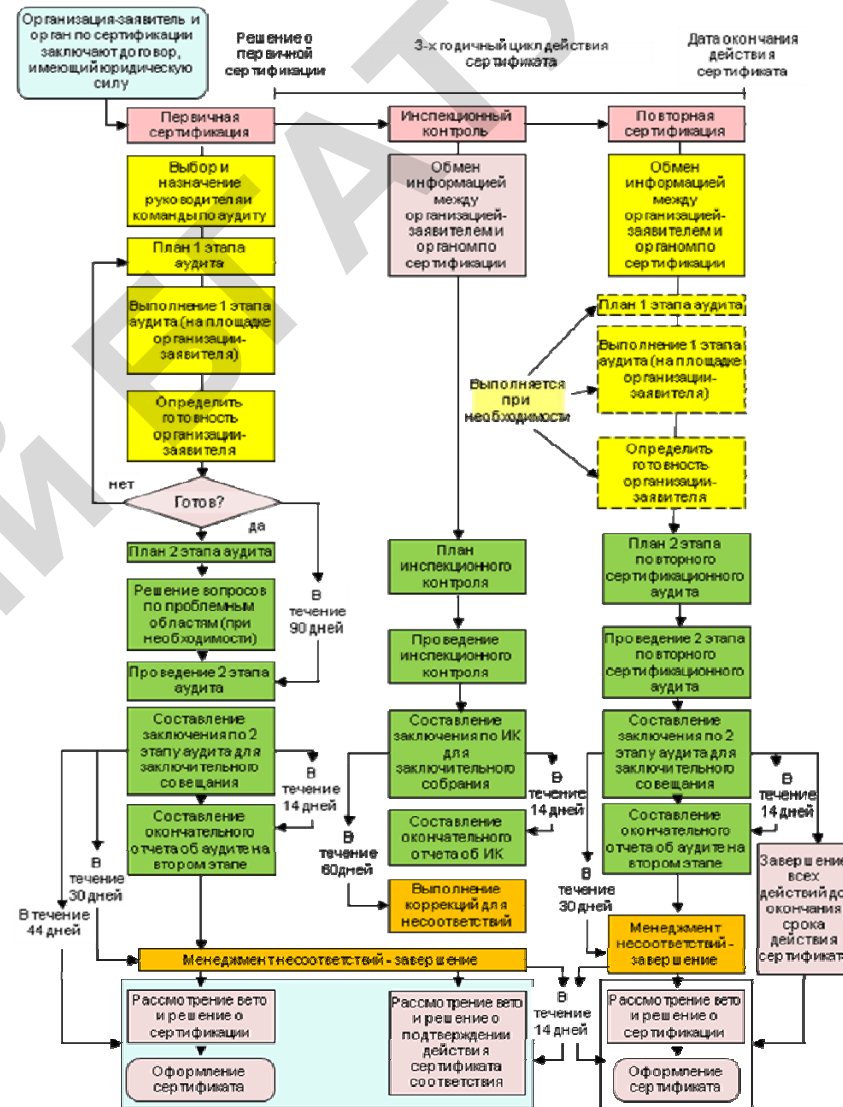 Организация-заявитель и
орган по сертификации
заключают договор,
имеющий юридическую
силу
Решение о
первичной
сертификации
3-х годичный цикл действия
сертификата
Дата окончания
действия
сертификата
Первичная
сертификация
Инспекционный
контроль
Повторная
сертификация
Выбор и
назначение
руководителя и
команды по аудиту
План 1 этапа
аудита
Выполнение 1 этапа
аудита (на площадке
организации-
заявителя)
Определить
готовность
организации-
заявителя
нет
Готов?
да
План 2 этапа аудита
Решение вопросов
по проблемным
областям (при
необходимости)
В
течение
90 дней
Проведение 2 этапа
аудита
Составление
заключения по 2
этапу аудита для
заключительного
совещания
В
течение
14 дней
Составление
окончательного
отчета об аудите на
втором этапе
В
течение
30 дней
В течение
44 дней
Обмен
информацией
между
организацией-
заявителем и
органом по
сертификации
План
инспекционного
контроля
Проведение
инспекционного
контроля
Составление
заключения по ИК
для
заключительного
собрания
В
течение
14 дней
Составление
окончательного
отчета об ИК
В
течение
60 дней
Выполнение
коррекций для
несоответствий
Обмен
информацией
между
организацией-
заявителем и
органом по
сертификации
План 1 этапа аудита
Выполнение 1 этапа
аудита (на площадке
организации-
заявителя)
Выполняется
при
необходимости
Определить
готовность
организации-
заявителя
План 2 этапа
повторного
сертификационного
аудита
Проведение 2 этапа
повторного
сертификационного
аудита
Составление
заключения по 2
этапу аудита для
заключительного
совещания
В
течение
14 дней
Составление
окончательного
отчета об аудите на
втором этапе
В
течение
30 дней
Завершение
всех
действий до
окончания
срока
действия
сертификата
Менеджмент
несоответствий -
завершение
Менеджмент несоответствий - завершение
Рассмотрение вето
и решение о
сертификации
Оформление
сертификата
Рассмотрение вето
и решение о
подтверждении
действия
сертификата
соответствия
В
течение
14 дней
Рассмотрение вето
и решение о
сертификации
Оформление
сертификата
ИЙ БГАТУ